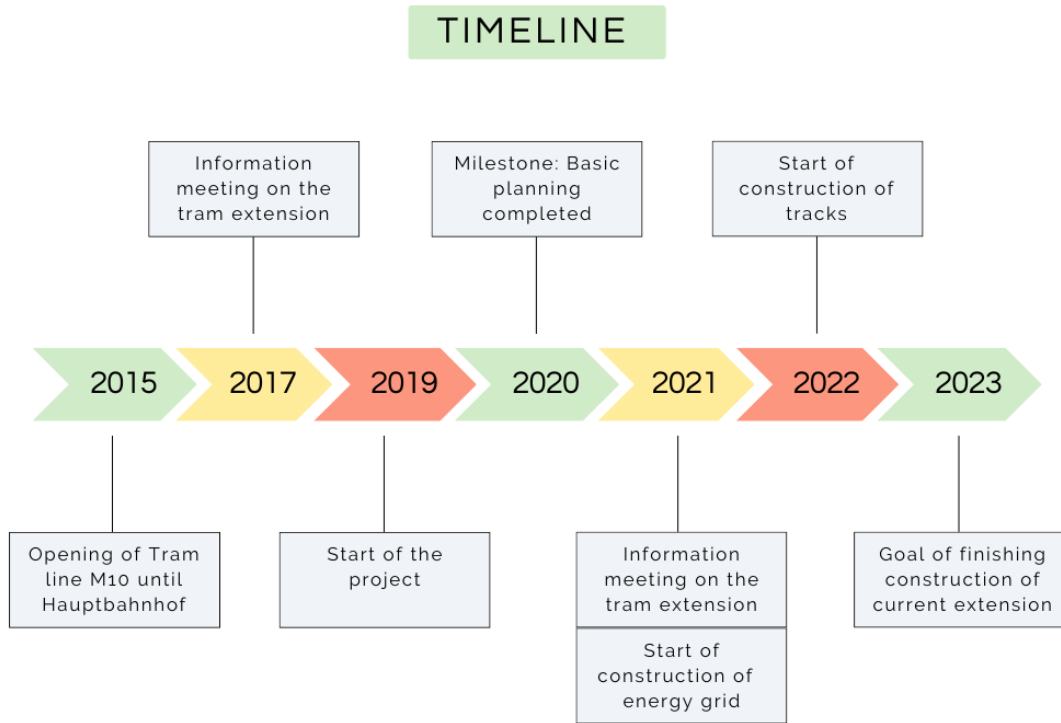 TIMELINE
Information
meeting on the
tram extension
Milestone: Basic
planning
completed
Start of
construction of
tracks
2015
2017
2019
2020
2021
2022
2023
Opening of Tram
line M10 until
Hauptbahnhof
Start of the
project
Information
meeting on the
tram extension
Start of
construction of
energy grid
Goal of finishing
construction of
current extension